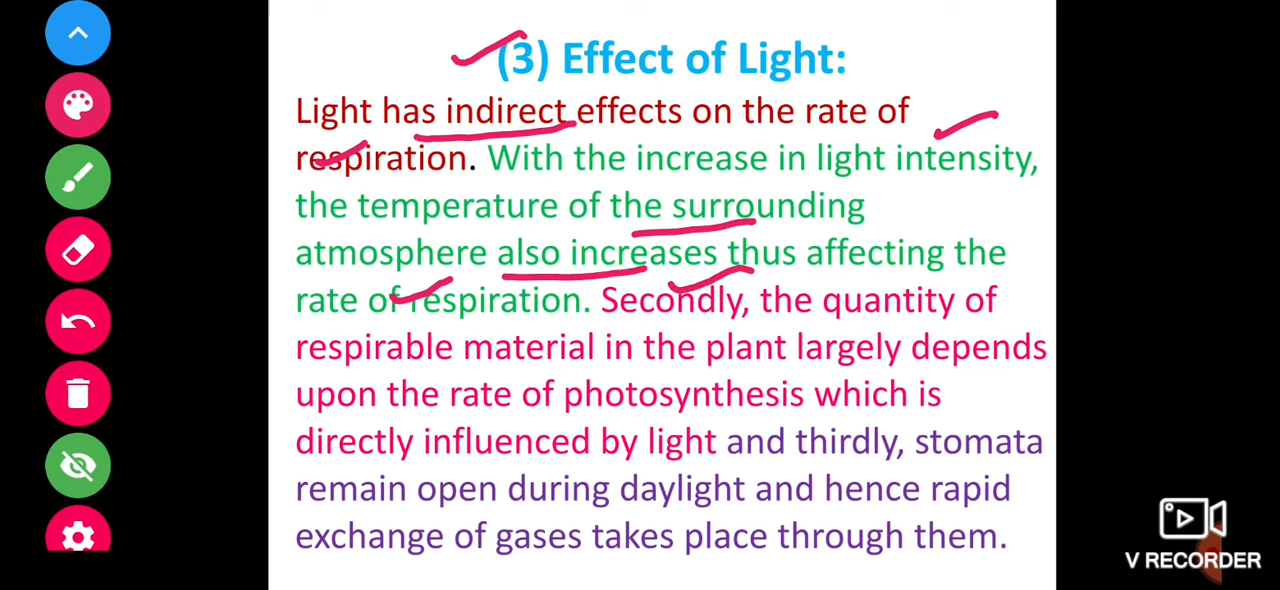 (3) Effect of Light:
Light has indirect effects on the rate of
respiration. With the increase in light intensity,
the temperature of the surrounding
atmosphere also increases thus affecting the
rate of respiration. Secondly, the quantity of
respirable material in the plant largely depends
upon the rate of photosynthesis which is
directly influenced by light and thirdly, stomata
remain open during daylight and hence rapid
exchange of gases takes place through them.
V RECORDER